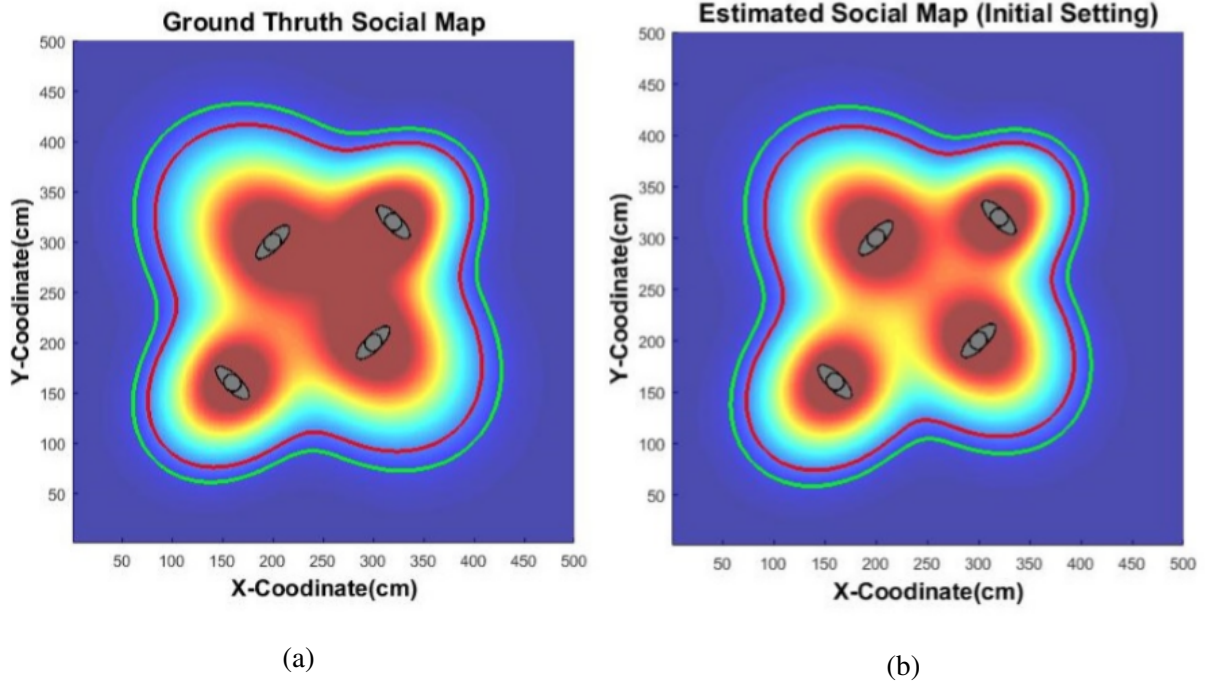 Ground Thruth Social Map
500
450
400
350
300
250
200
150
100
50
Y-Coodinate(cm)
50 100 150 200 250 300 350 400 450 500
X-Coodinate(cm)
(a)
Estimated Social Map (Initial Setting)
500
450
400
350
300
250
200
150
100
50
Y-Coodinate(cm)
50 100 150 200 250 300 350 400 450 500
X-Coodinate(cm)
(b)